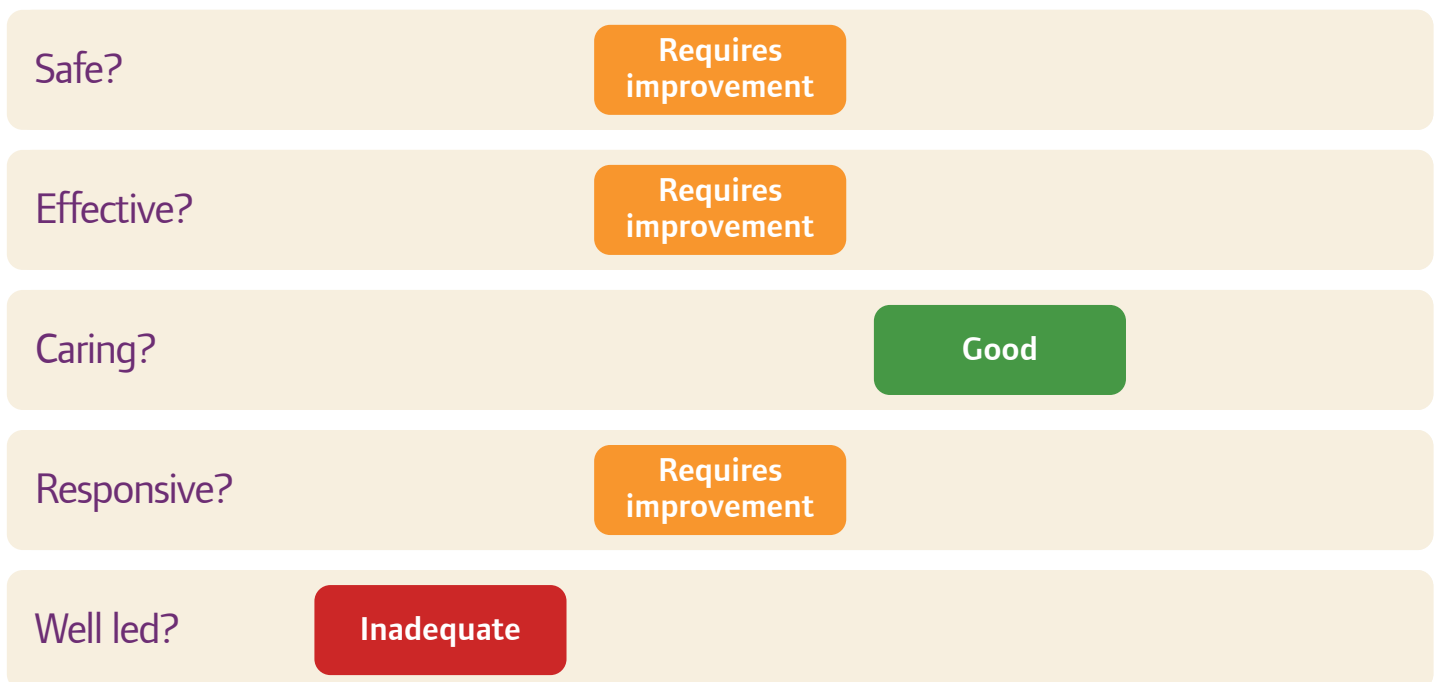 Safe?
Requires
improvement
Effective?
Requires
improvement
Caring?
Good
Responsive?
Requires
improvement
Well led?
Inadequate